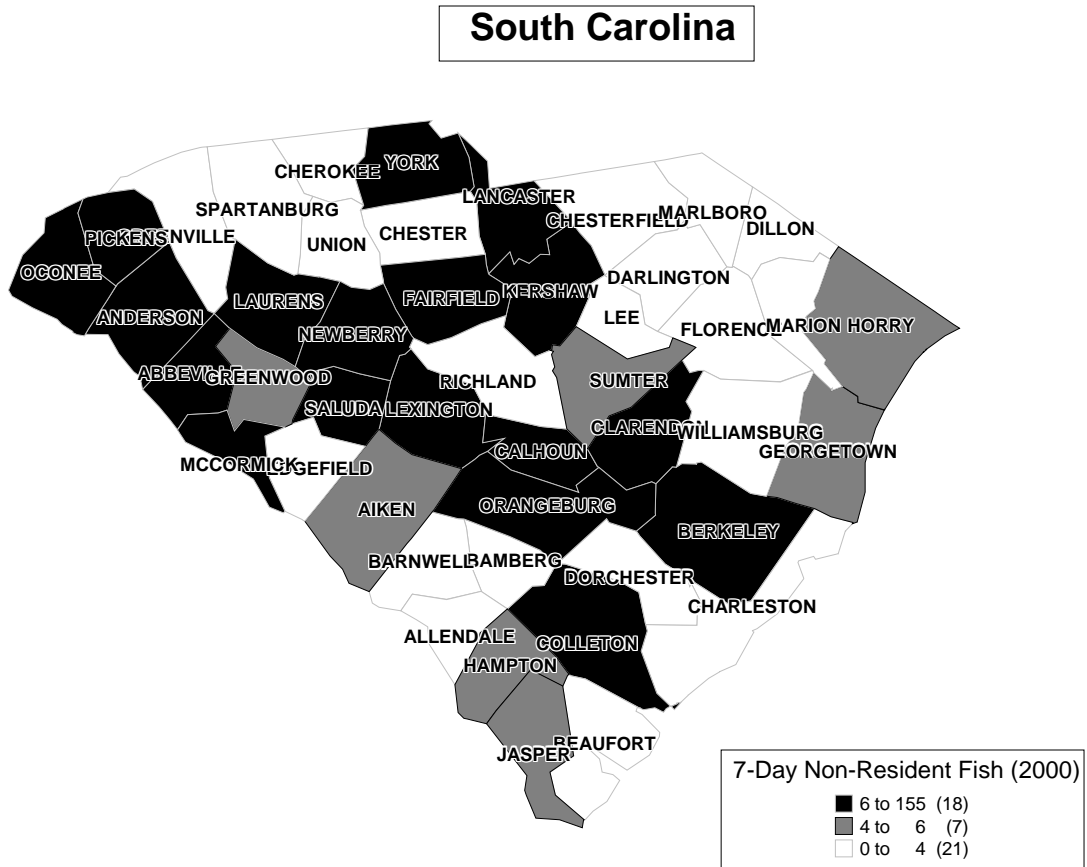 South Carolina
YORK
CHEROKEE
LANCASTER
SPARTANBURG
MARLBORO
CHESTERFIELD
DILLON
CHESTER
PICKENS
GREENVILLE
UNION
OCONEE
DARLINGTON
KERSHAW
FAIRFIELD
LAURENS
ANDERSON
LEE
MARION
HORRY
FLORENCE
NEWBERRY
ABBEVILLE
GREENWOOD
RICHLAND
SUMTER
SALUDA
LEXINGTON
CLARENDON
WILLIAMSBURG
GEORGETOWN
CALHOUN
MCCORMICK
EDGEFIELD
ORANGEBURG
AIKEN
BERKELEY
BARNWELL
BAMBERG
DORCHESTER
CHARLESTON
ALLENDALE
COLLETON
HAMPTON
BEAUFORT
JASPER
7-Day Non-Resident Fish (2000)
6 to 155 (18)
4 to 6 (7)
0 to 4 (21)